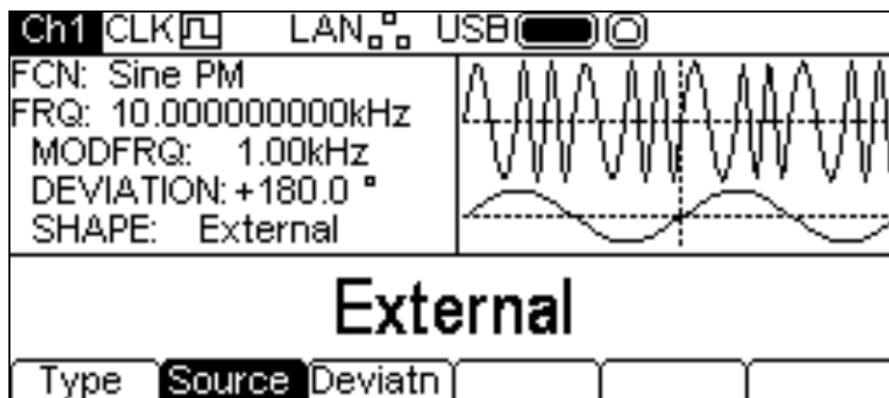 Ch1 CLK LAN USB
FCN: Sine PM
FRQ: 10.000000000kHz
MODFRQ: 1.00kHz
DEVIATION: +180.0 °
SHAPE: External
External
Type Source Deviatn